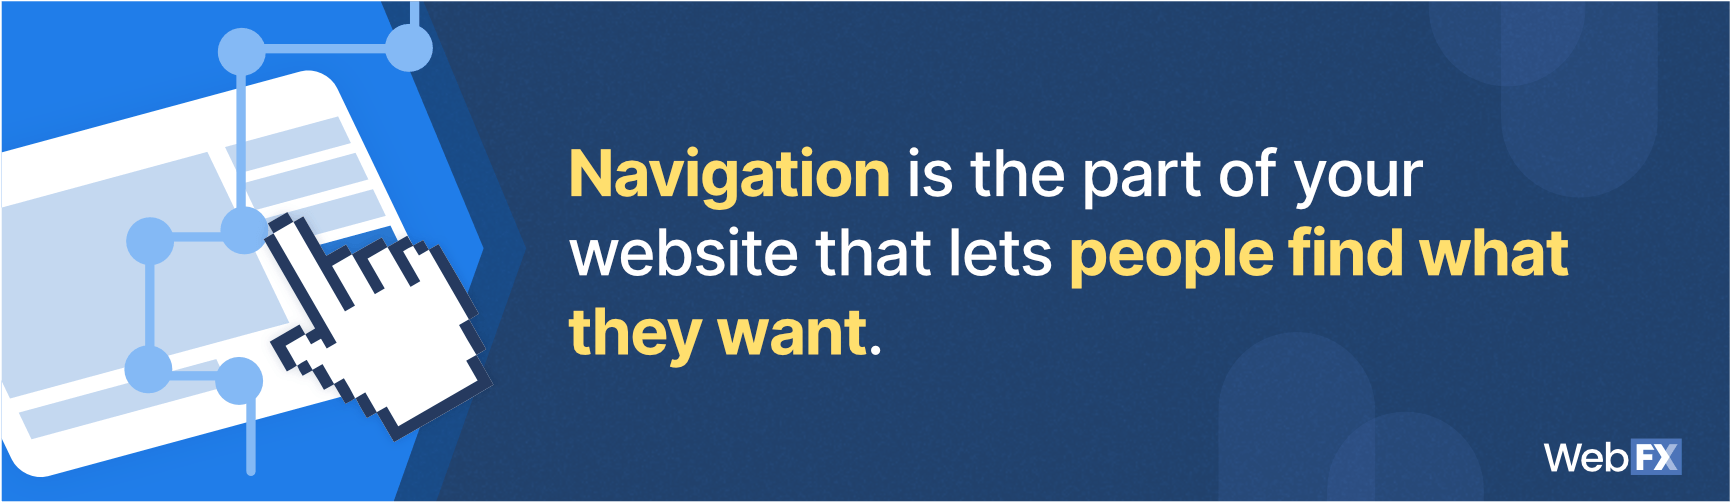 Navigation is the part of your
website that lets people find what
they want.
WebFX